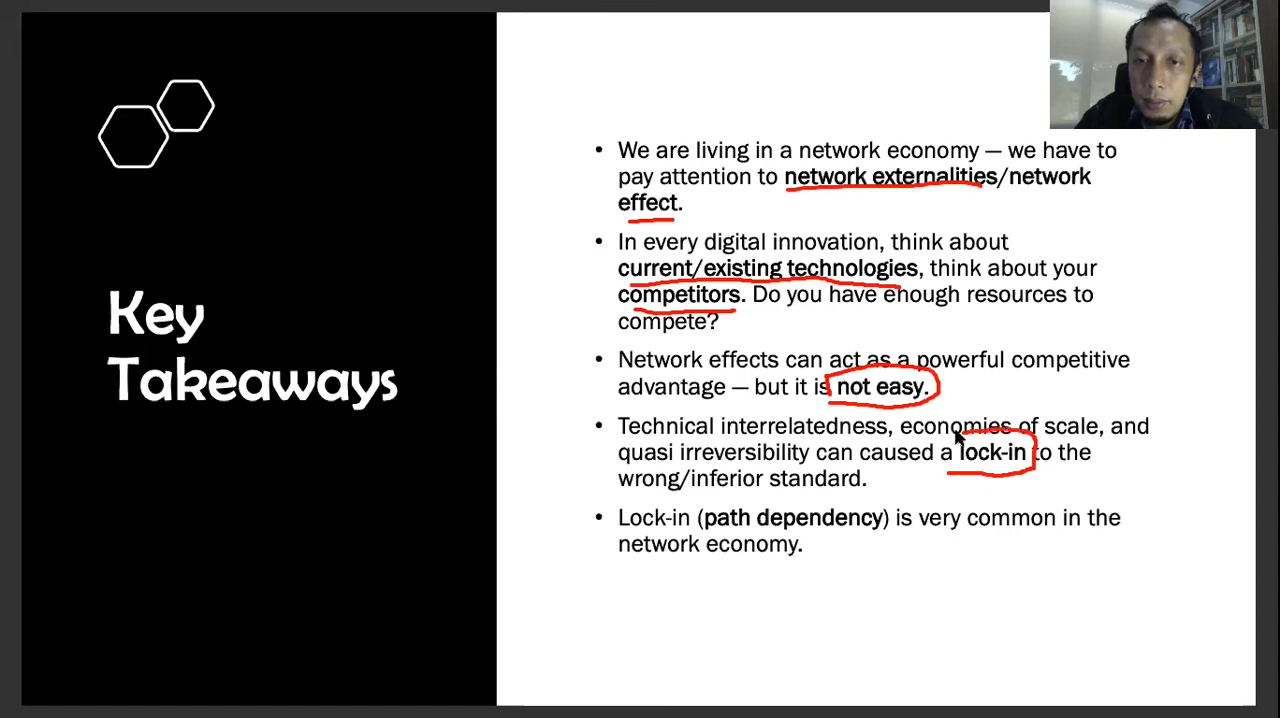 Key
Takeaways
• We are living in a network economy — we have to
pay attention to network externalities/network
effect.
• In every digital innovation, think about
current/existing technologies, think about your
competitors. Do you have enough resources to
compete?
• Network effects can act as a powerful competitive
advantage — but it is not easy.
• Technical interrelatedness, economies of scale, and
quasi irreversibility can caused a lock-in to the
wrong/inferior standard.
• Lock-in (path dependency) is very common in the
network economy.